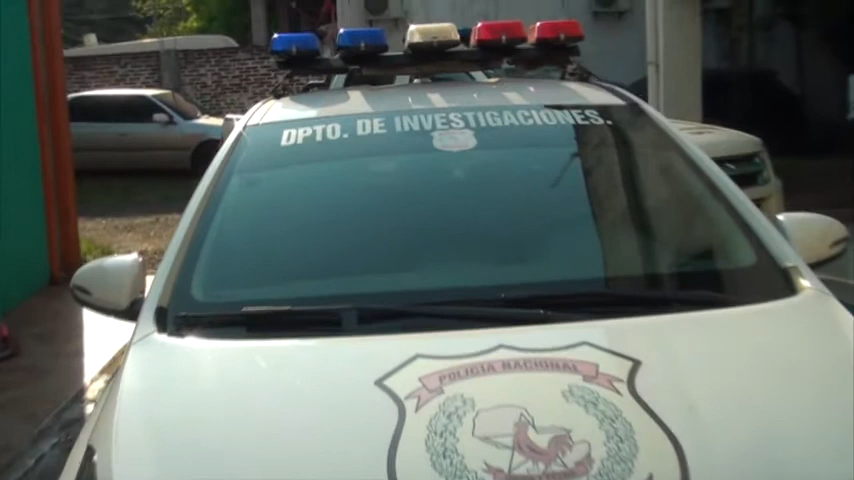 DPTO. DE INVESTIGACIONES.
POLICIA NACIONAL